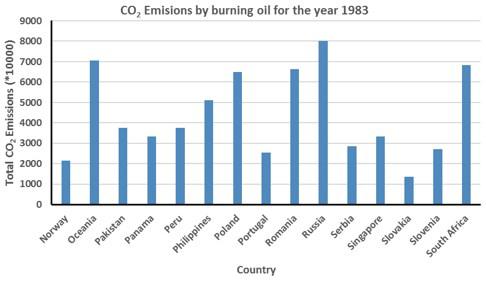 CO₂ Emisions by burning oil for the year 1983
Total CO₂ Emissions (*10000)
9000
8000
7000
6000
5000
4000
3000
2000
1000
0
Norway
Oceania
Pakistan
Panama
Peru
Philippines
Poland
Portugal
Romania
Russia
Serbia
Singapore
Slovakia
Slovenia
South Africa
Country